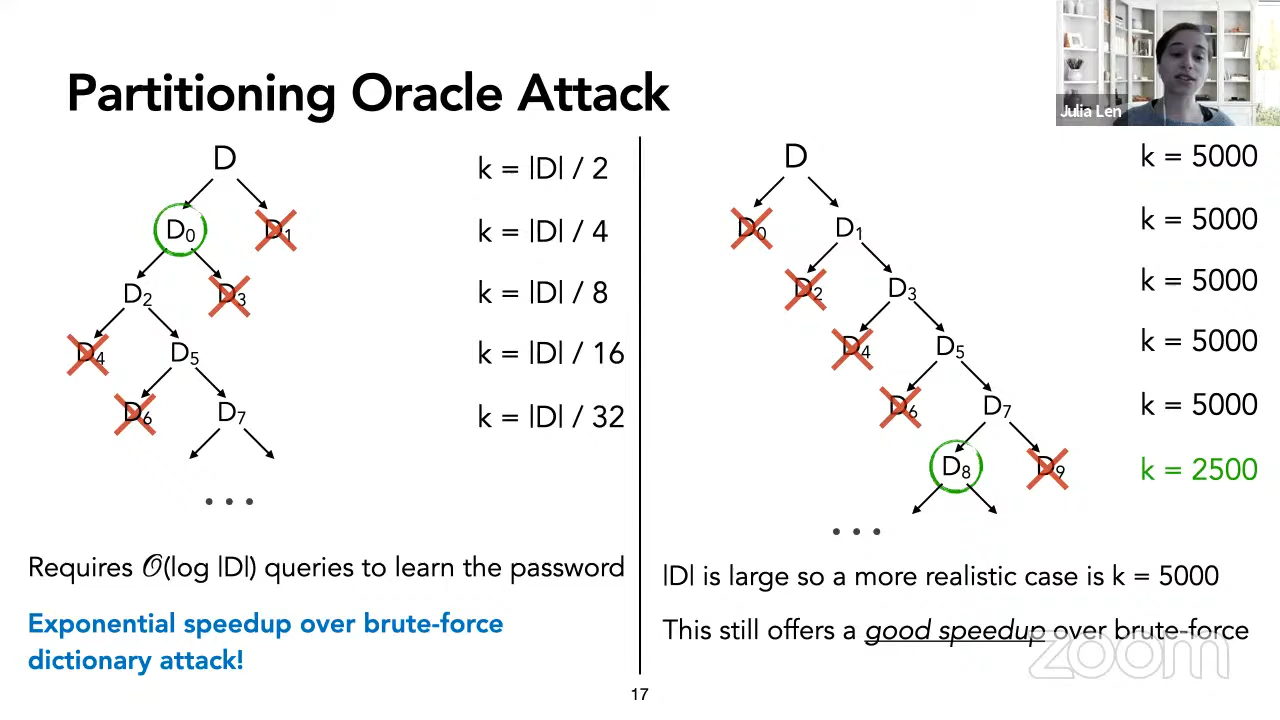 Partitioning Oracle Attack
Julia Len
D
k = |D| / 2
D₀ D₁
k = |D| / 4
D₂ D₃
k = |D| / 8
D₄ D₅
k = |D| / 16
D₆ D₇
k = |D| / 32
...
Requires 𝒪(log |D|) queries to learn the password
Exponential speedup over brute-force
dictionary attack!
D
k = 5000
D₀ D₁
k = 5000
D₂ D₃
k = 5000
D₄ D₅
k = 5000
D₆ D₇
k = 5000
D₈ D₉
k = 2500
...
|D| is large so a more realistic case is k = 5000
This still offers a good speedup over brute-force
zoom
17